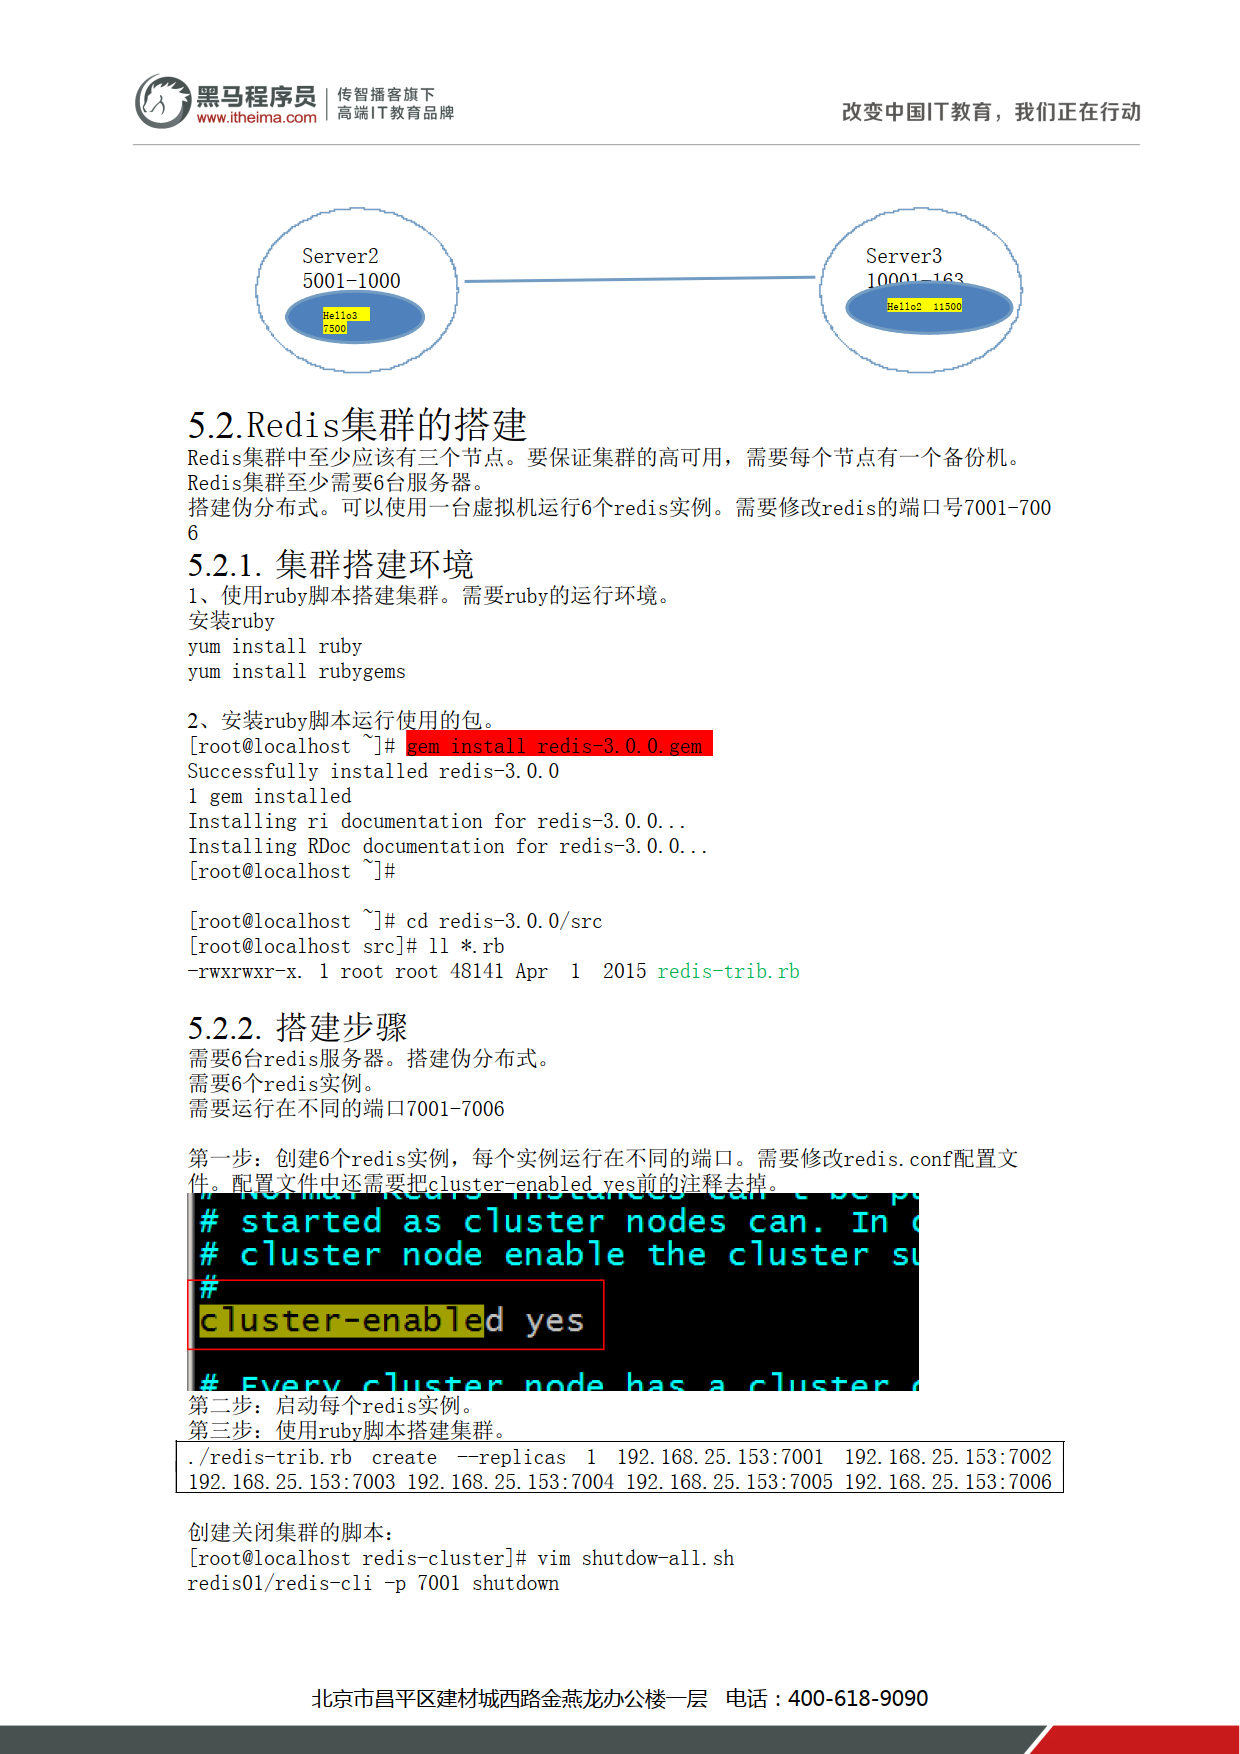 黑马程序员
www.itheima.com
传智播客旗下
高端IT教育品牌
改变中国IT教育，我们正在行动
Server2
5001-1000
Hello3
7500
Server3
10001-163
Hello2 11500
5.2.Redis集群的搭建
Redis集群中至少应该有三个节点。要保证集群的高可用，需要每个节点有一个备份机。
Redis集群至少需要6台服务器。
搭建伪分布式。可以使用一台虚拟机运行6个redis实例。需要修改redis的端口号7001-700
6
5.2.1. 集群搭建环境
1、使用ruby脚本搭建集群。需要ruby的运行环境。
安装ruby
yum install ruby
yum install rubygems
2、安装ruby脚本运行使用的包。
[root@localhost ~]# gem install redis-3.0.0.gem
Successfully installed redis-3.0.0
1 gem installed
Installing ri documentation for redis-3.0.0...
Installing RDoc documentation for redis-3.0.0...
[root@localhost ~]#
[root@localhost ~]# cd redis-3.0.0/src
[root@localhost src]# ll *.rb
-rwxrwxr-x. 1 root root 48141 Apr  1  2015 redis-trib.rb
5.2.2. 搭建步骤
需要6台redis服务器。搭建伪分布式。
需要6个redis实例。
需要运行在不同的端口7001-7006
第一步：创建6个redis实例，每个实例运行在不同的端口。需要修改redis.conf配置文
件。配置文件中还需要把cluster-enabled yes前的注释去掉。
# Normal Redis instances can't be
# started as cluster nodes can. In
# cluster node enable the cluster
#
cluster-enabled yes
# Every cluster node has a cluster
第二步：启动每个redis实例。
第三步：使用ruby脚本搭建集群。
./redis-trib.rb create --replicas 1 192.168.25.153:7001 192.168.25.153:7002
192.168.25.153:7003 192.168.25.153:7004 192.168.25.153:7005 192.168.25.153:7006
创建关闭集群的脚本：
[root@localhost redis-cluster]# vim shutdow-all.sh
redis01/redis-cli -p 7001 shutdown
北京市昌平区建材城西路金燕龙办公楼一层 电话：400-618-9090